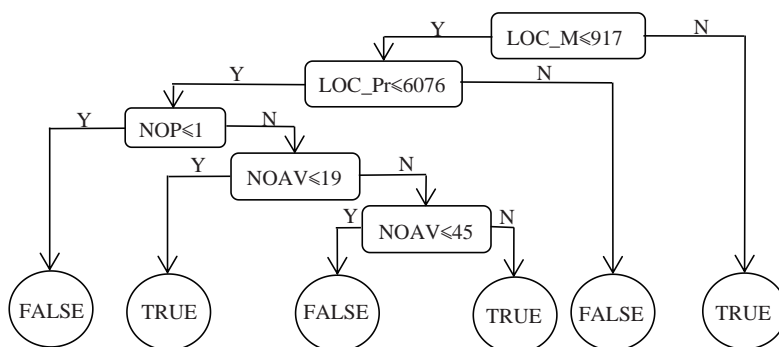 Y
LOC_M⩽917
N
Y
LOC_Pr⩽6076
N
Y
NOP⩽1
N
Y
NOAV⩽19
N
Y
NOAV⩽45
N
FALSE
TRUE
FALSE
TRUE
FALSE
TRUE